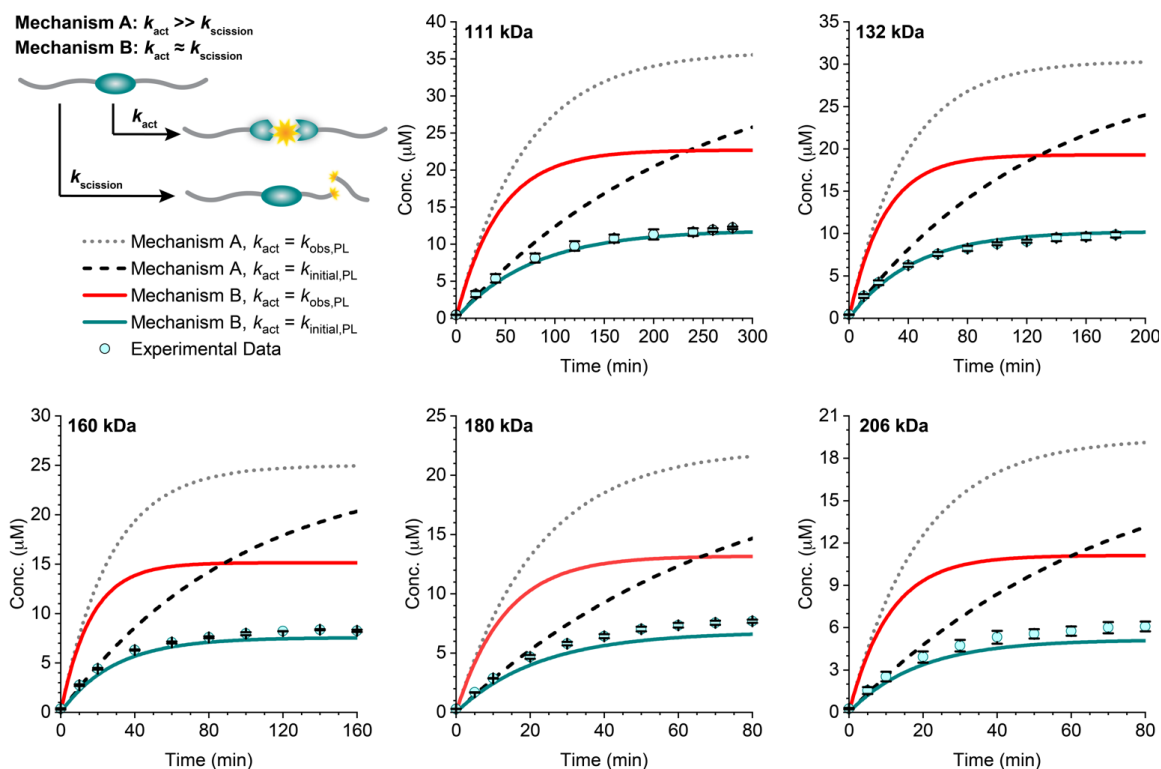 Mechanism A: kact >> kscission
Mechanism B: kact ≈ kscission
kact
kscission
Mechanism A, kact = kobs,PL
Mechanism A, kact = kinitial,PL
Mechanism B, kact = kobs,PL
Mechanism B, kact = kinitial,PL
Experimental Data
111 kDa
Conc. (μM)
40
35
30
25
20
15
10
5
0
0 50 100 150 200 250 300
Time (min)
132 kDa
Conc. (μM)
35
30
25
20
15
10
5
0
0 40 80 120 160 200
Time (min)
160 kDa
Conc. (μM)
30
25
20
15
10
5
0
0 40 80 120 160
Time (min)
180 kDa
Conc. (μM)
25
20
15
10
5
0
0 20 40 60 80
Time (min)
206 kDa
Conc. (μM)
21
18
15
12
9
6
3
0
0 20 40 60 80
Time (min)